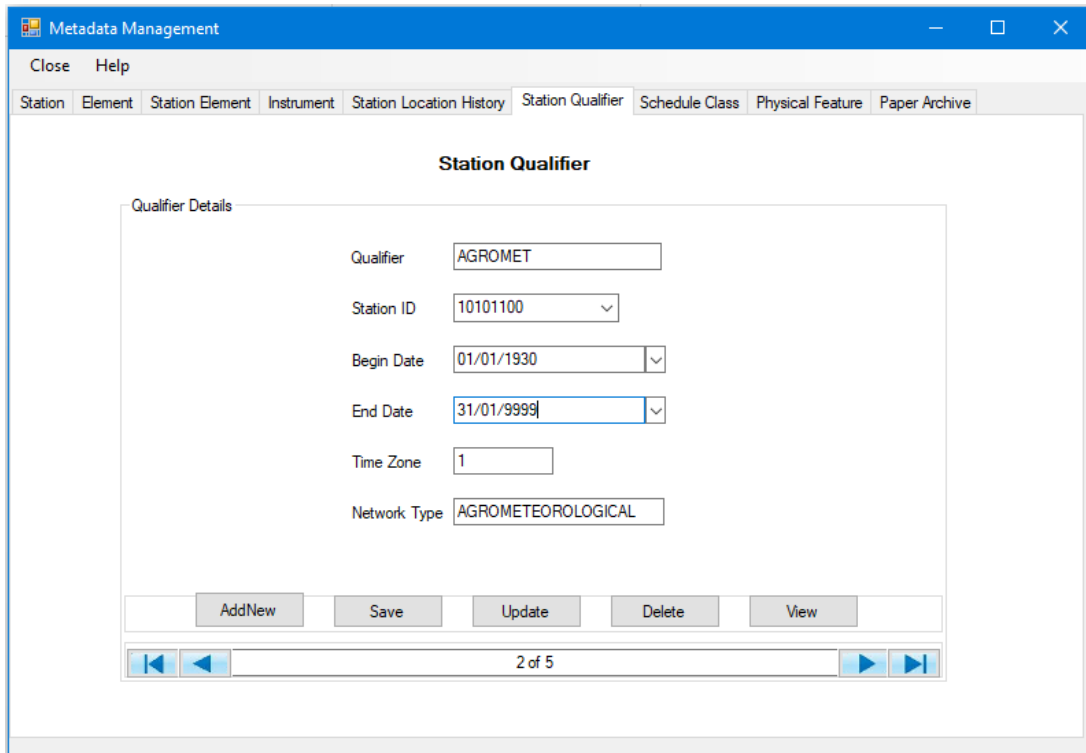 Metadata Management
Close Help
Station Element Station Element Instrument Station Location History Station Qualifier Schedule Class Physical Feature Paper Archive
Station Qualifier
Qualifier Details
Qualifier AGROMET
Station ID 10101100
Begin Date 01/01/1930
End Date 31/01/9999
Time Zone 1
Network Type AGROMETEOROLOGICAL
AddNew Save Update Delete View
2 of 5